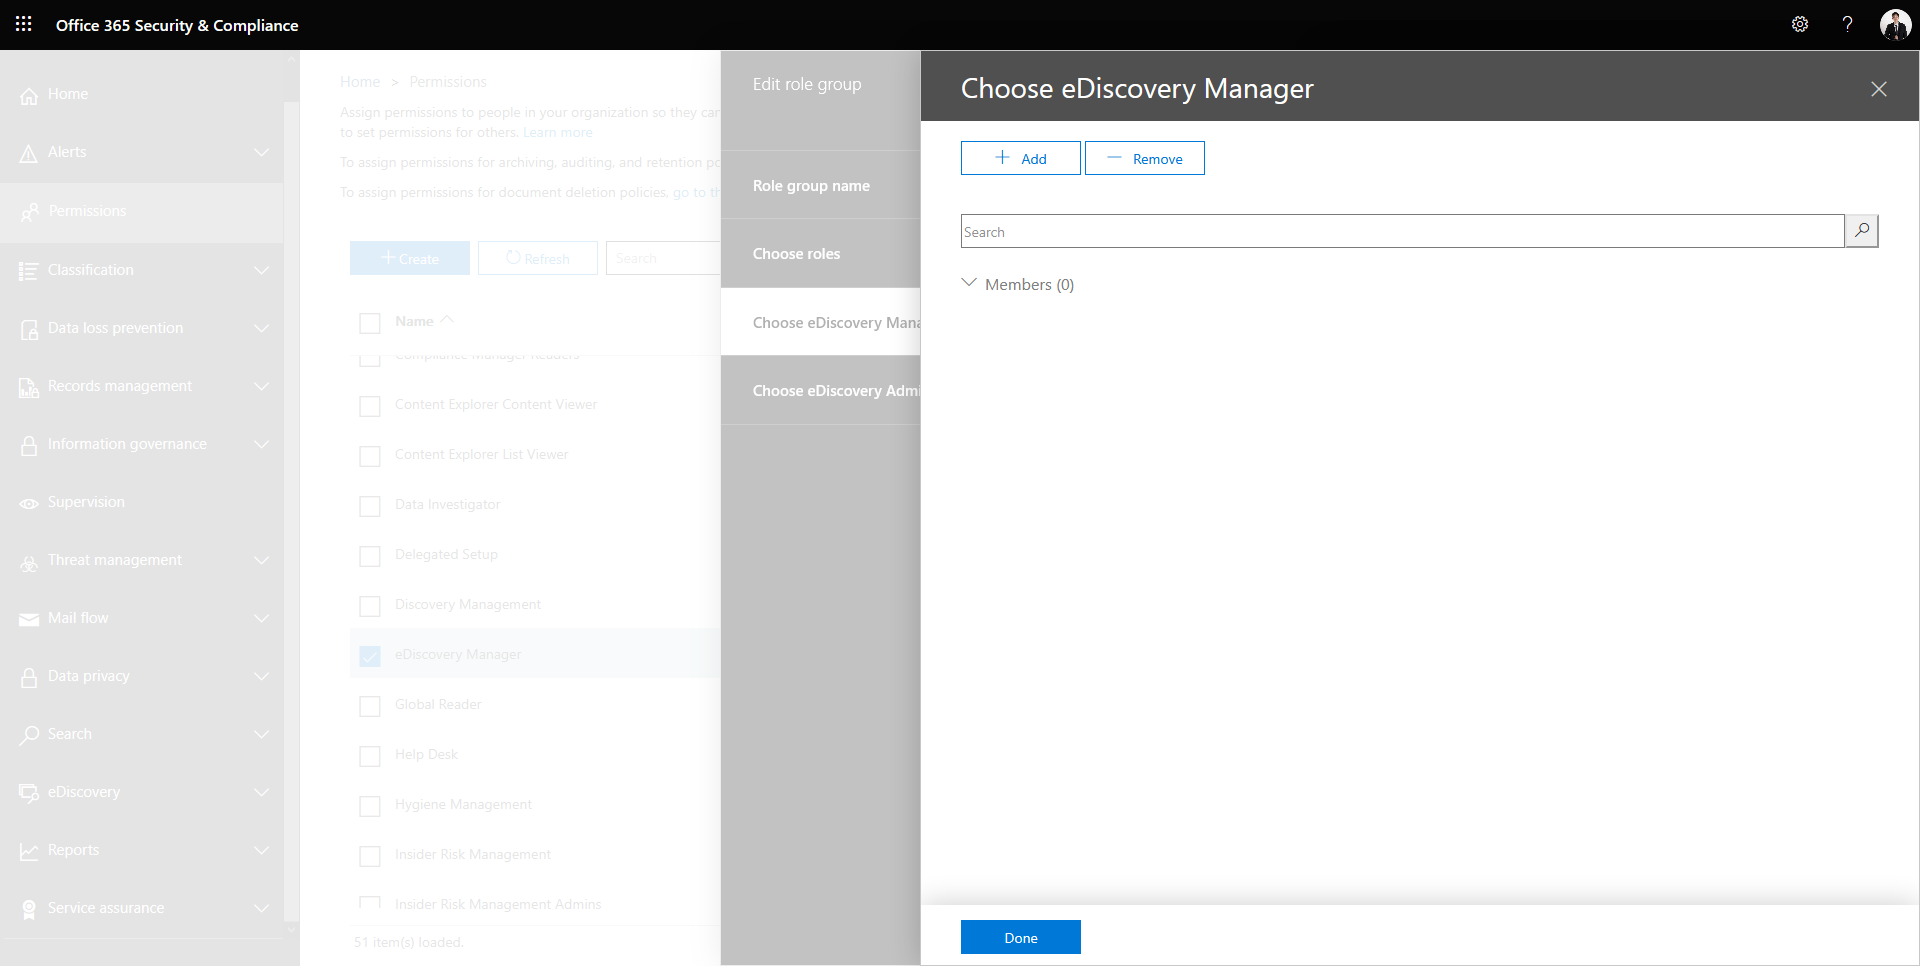 Office 365 Security & Compliance
?
Home
Alerts
Permissions
Classification
Data loss prevention
Records management
Information governance
Supervision
Threat management
Mail flow
Data privacy
Search
eDiscovery
Reports
Service assurance
Home > Permissions
Assign permissions to people in your organization so they can
to set permissions for others. Learn more
To assign permissions for archiving, auditing, and retention po
To assign permissions for document deletion policies, go to th
Create
Refresh
Search
Name
Compliance Manager Readers
Content Explorer Content Viewer
Content Explorer List Viewer
Data Investigator
Delegated Setup
Discovery Management
eDiscovery Manager
Global Reader
Help Desk
Hygiene Management
Insider Risk Management
Insider Risk Management Admins
51 item(s) loaded.
Edit role group
Role group name
Choose roles
Choose eDiscovery Mana
Choose eDiscovery Admi
Choose eDiscovery Manager
Add
Remove
Search
Members (0)
Done